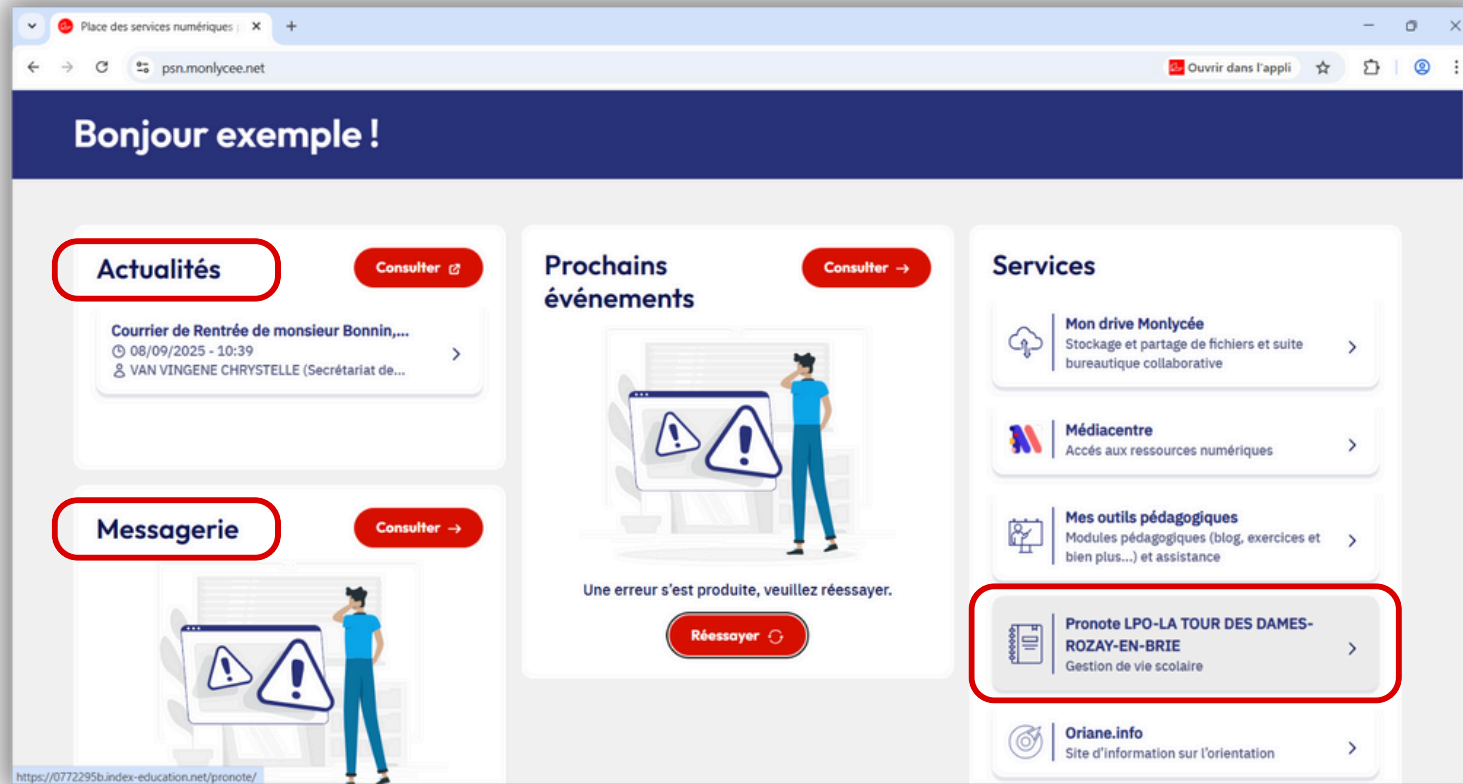 Place des services numériques
psn.monlycee.net
Ouvrir dans l'appli
Bonjour exemple !
Actualités
Consulter
Courrier de Rentrée de monsieur Bonnin,...
08/09/2025 - 10:39
VAN VINGENE CHRYSTELLE (Secrétariat de...
Messagerie
Consulter →
Prochains
événements
Consulter →
Une erreur s'est produite, veuillez réessayer.
Réessayer
Services
Mon drive Monlycée
Stockage et partage de fichiers et suite
bureautique collaborative
Médiacentre
Accés aux ressources numériques
Mes outils pédagogiques
Modules pédagogiques (blog, exercices et
bien plus...) et assistance
Pronote LPO-LA TOUR DES DAMES-
ROZAY-EN-BRIE
Gestion de vie scolaire
Oriane.info
Site d'information sur l'orientation
https://0772295b.index-education.net/pronote/